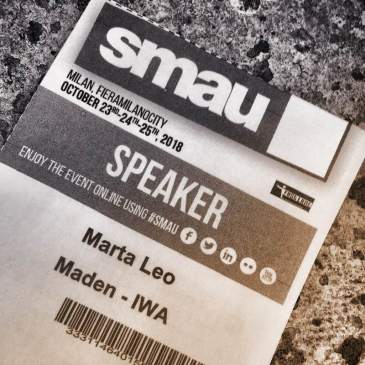 smau
MILAN, FIERAMILANOCITY
OCTOBER 23RD-24TH-25TH, 2018
SPEAKER
ENJOY THE EVENT ONLINE USING #SMAU
Marta Leo
Maden - IWA